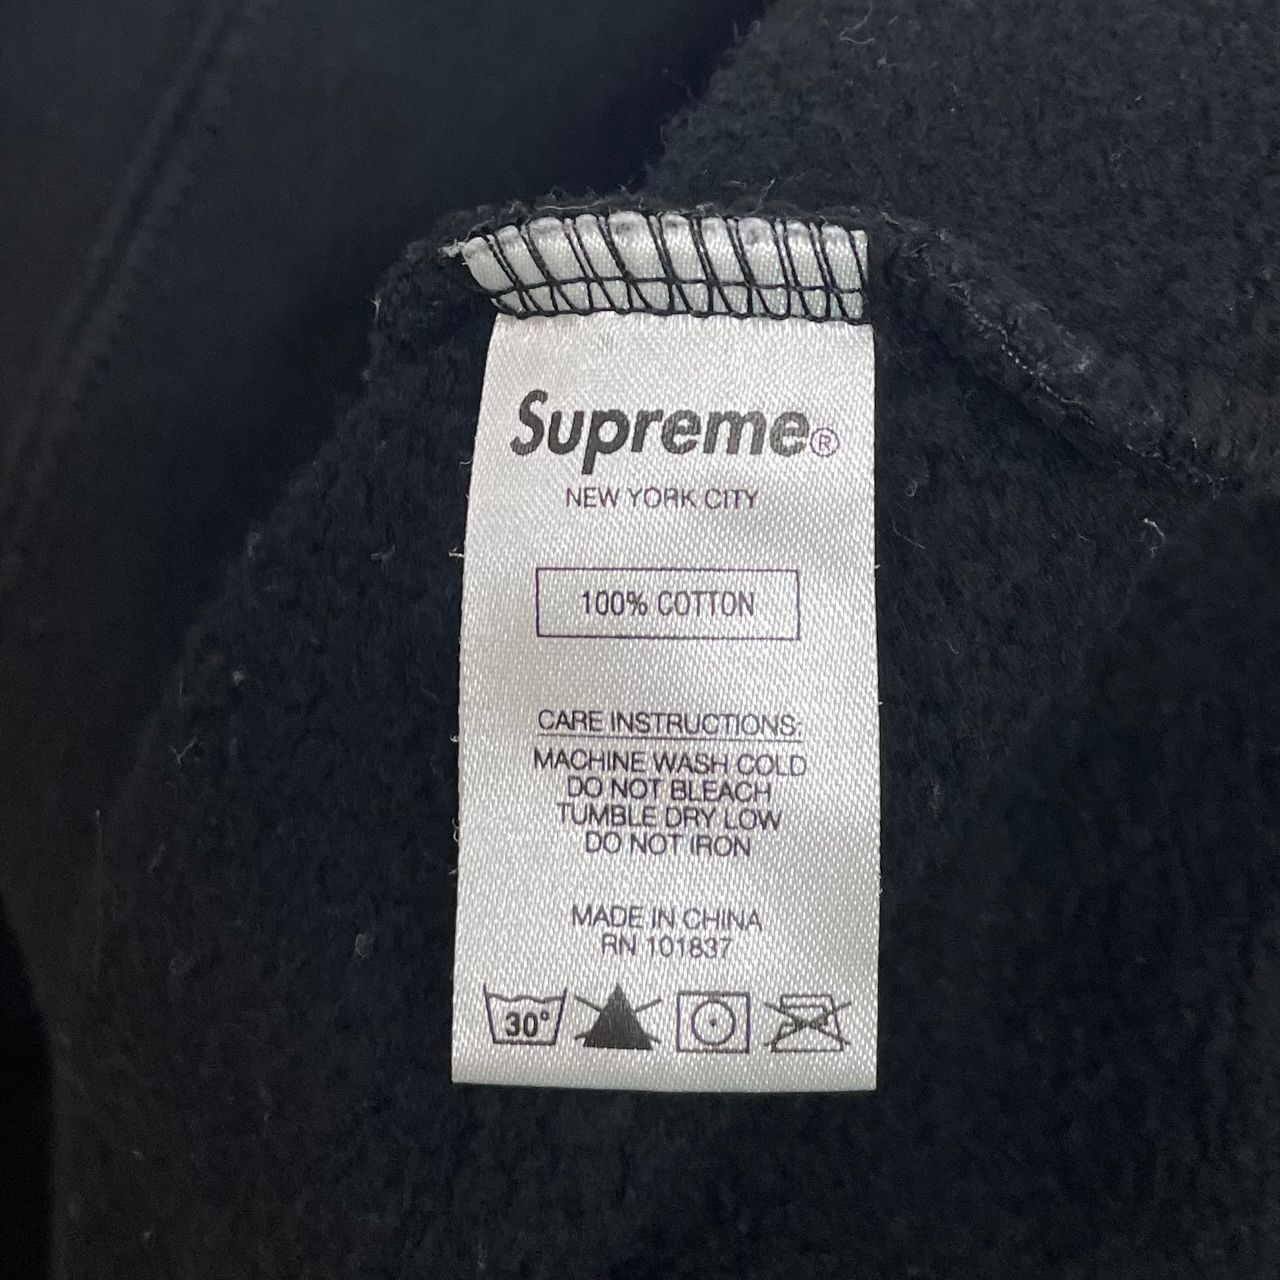 Supreme®
NEW YORK CITY
100% COTTON
CARE INSTRUCTIONS:
MACHINE WASH COLD
DO NOT BLEACH
TUMBLE DRY LOW
DO NOT IRON
MADE IN CHINA
RN 101837
30°